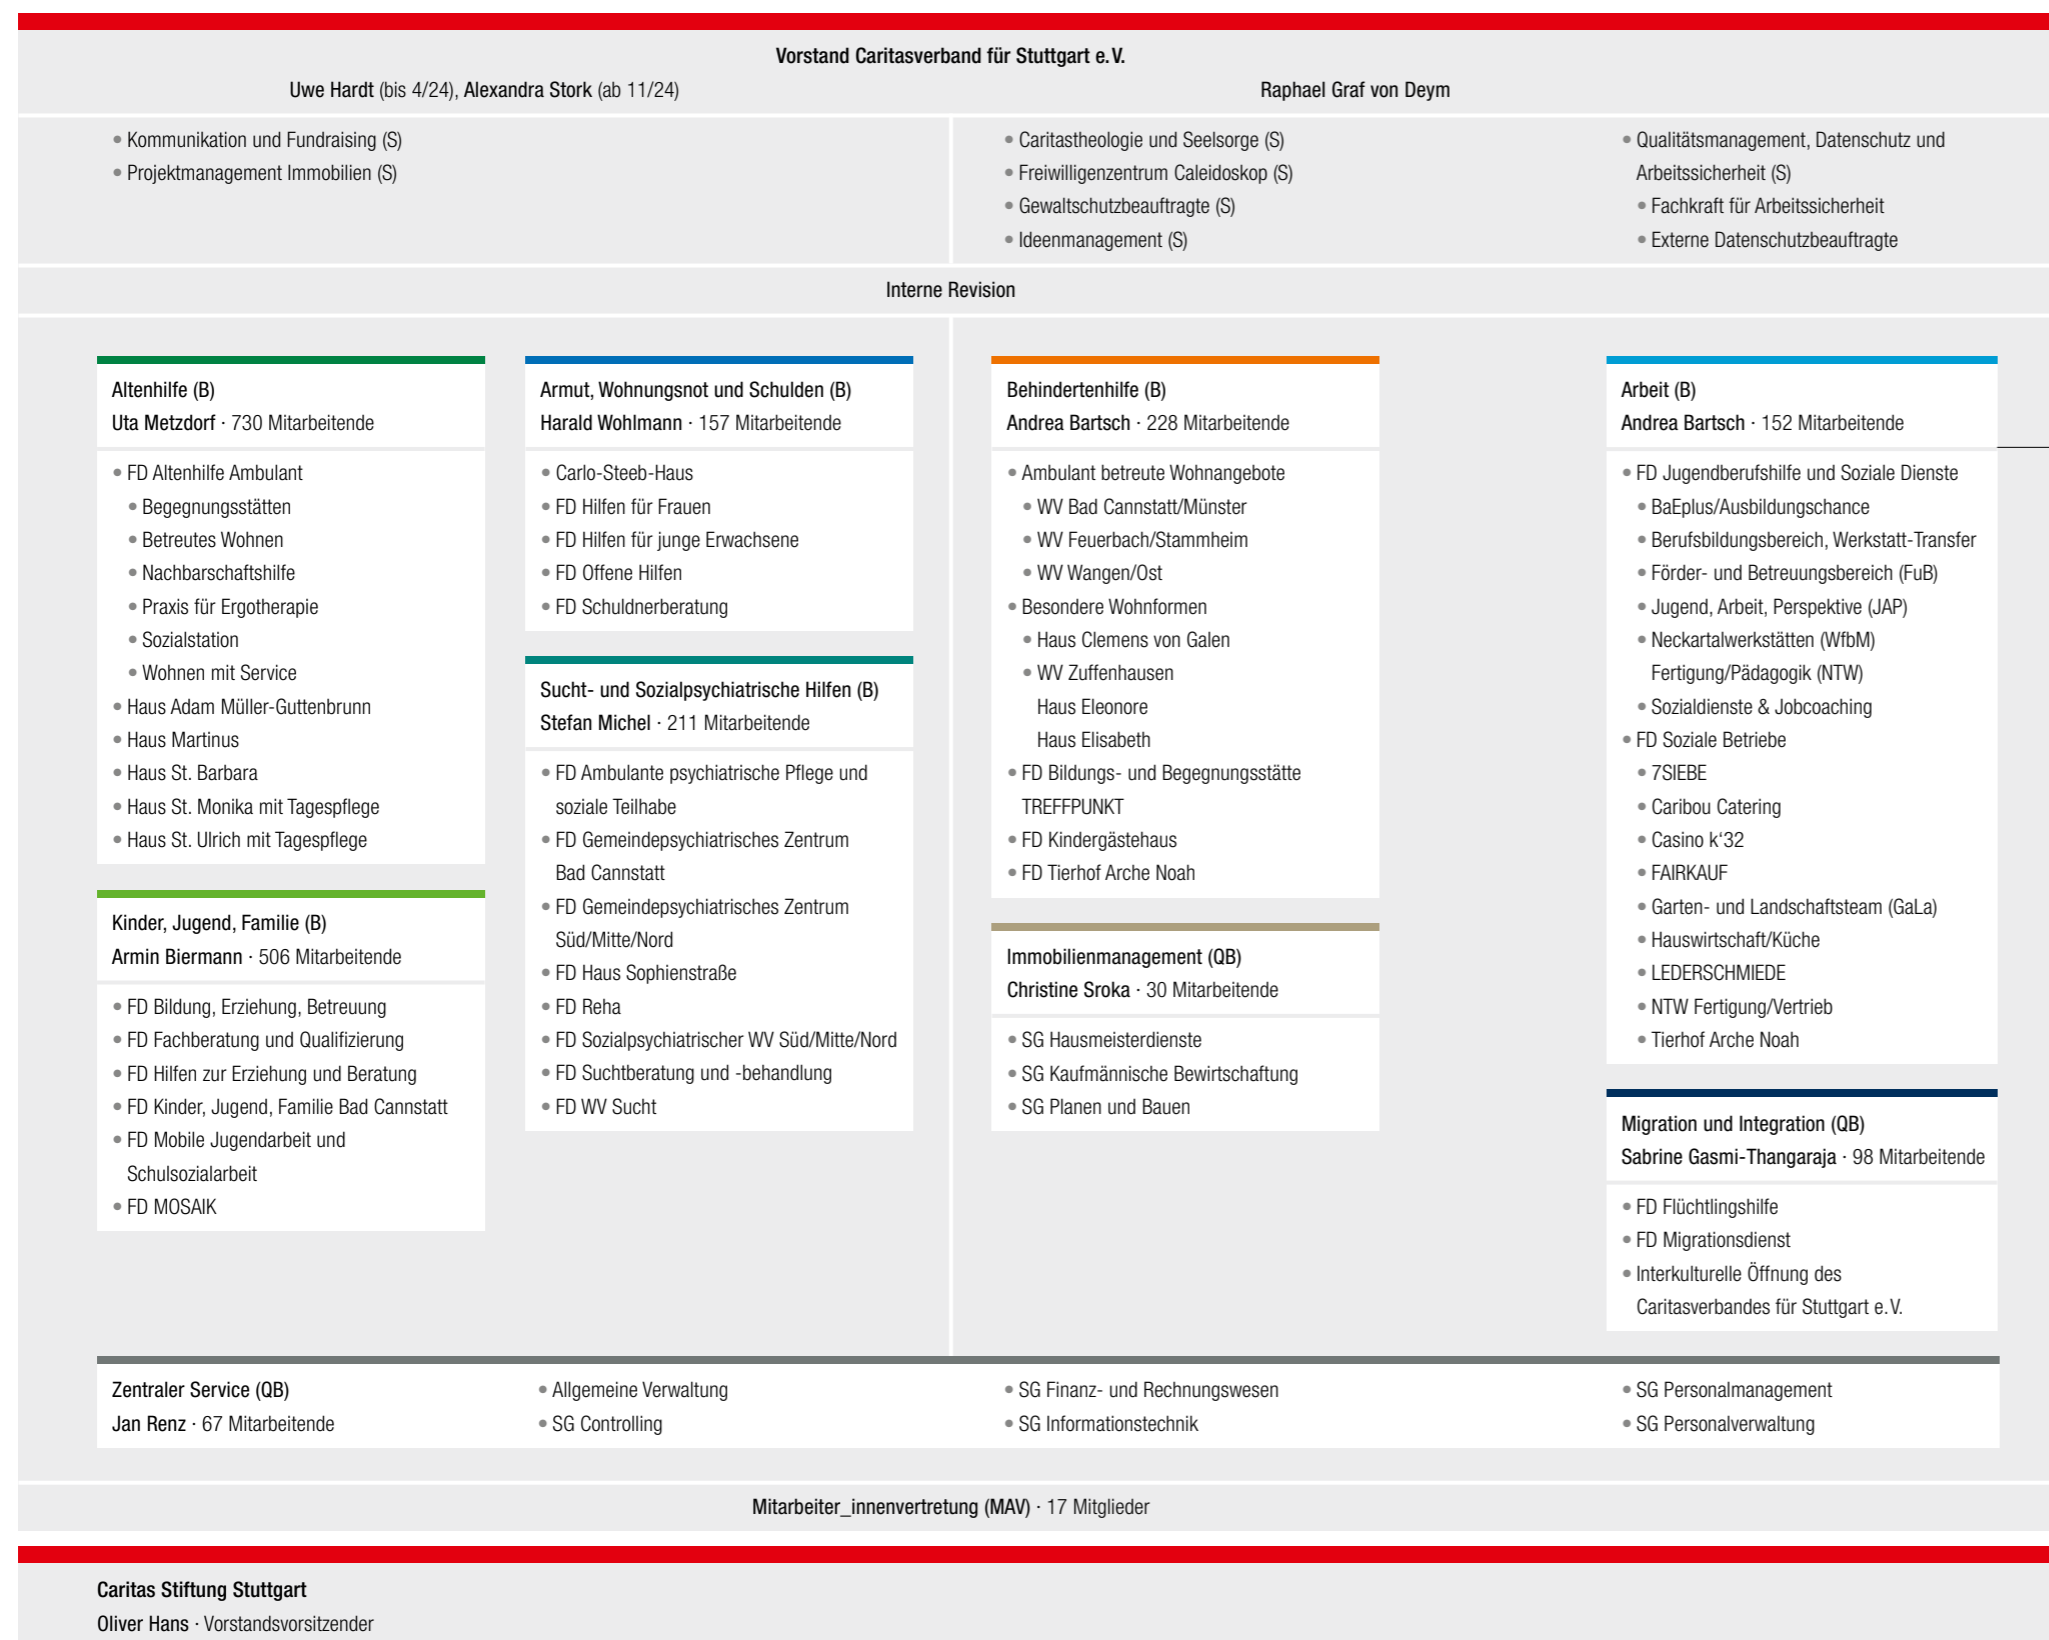 Vorstand Caritasverband für Stuttgart e.V.
Uwe Hardt (bis 4/24), Alexandra Stork (ab 11/24)
Raphael Graf von Deym
• Kommunikation und Fundraising (S)
• Projektmanagement Immobilien (S)
• Caritastheologie und Seelsorge (S)
• Freiwilligenzentrum Caleidoskop (S)
• Gewaltschutzbeauftragte (S)
• Ideenmanagement (S)
• Qualitätsmanagement, Datenschutz und
Arbeitssicherheit (S)
• Fachkraft für Arbeitssicherheit
• Externe Datenschutzbeauftragte
Interne Revision
Altenhilfe (B)
Uta Metzdorf · 730 Mitarbeitende
• FD Altenhilfe Ambulant
• Begegnungsstätten
• Betreutes Wohnen
• Nachbarschaftshilfe
• Praxis für Ergotherapie
• Sozialstation
• Wohnen mit Service
• Haus Adam Müller-Guttenbrunn
• Haus Martinus
• Haus St. Barbara
• Haus St. Monika mit Tagespflege
• Haus St. Ulrich mit Tagespflege
Kinder, Jugend, Familie (B)
Armin Biermann · 506 Mitarbeitende
• FD Bildung, Erziehung, Betreuung
• FD Fachberatung und Qualifizierung
• FD Hilfen zur Erziehung und Beratung
• FD Kinder, Jugend, Familie Bad Cannstatt
• FD Mobile Jugendarbeit und
Schulsozialarbeit
• FD MOSAIK
Armut, Wohnungsnot und Schulden (B)
Harald Wohlmann · 157 Mitarbeitende
• Carlo-Steeb-Haus
• FD Hilfen für Frauen
• FD Hilfen für junge Erwachsene
• FD Offene Hilfen
• FD Schuldnerberatung
Sucht- und Sozialpsychiatrische Hilfen (B)
Stefan Michel · 211 Mitarbeitende
• FD Ambulante psychiatrische Pflege und
soziale Teilhabe
• FD Gemeindepsychiatrisches Zentrum
Bad Cannstatt
• FD Gemeindepsychiatrisches Zentrum
Süd/Mitte/Nord
• FD Haus Sophienstraße
• FD Reha
• FD Sozialpsychiatrischer WV Süd/Mitte/Nord
• FD Suchtberatung und -behandlung
• FD WV Sucht
Behindertenhilfe (B)
Andrea Bartsch · 228 Mitarbeitende
• Ambulant betreute Wohnangebote
• WV Bad Cannstatt/Münster
• WV Feuerbach/Stammheim
• WV Wangen/Ost
• Besondere Wohnformen
• Haus Clemens von Galen
• WV Zuffenhausen
Haus Eleonore
Haus Elisabeth
• FD Bildungs- und Begegnungsstätte
TREFFPUNKT
• FD Kindergästehaus
• FD Tierhof Arche Noah
Immobilienmanagement (QB)
Christine Sroka · 30 Mitarbeitende
• SG Hausmeisterdienste
• SG Kaufmännische Bewirtschaftung
• SG Planen und Bauen
Arbeit (B)
Andrea Bartsch · 152 Mitarbeitende
• FD Jugendberufshilfe und Soziale Dienste
• BaEplus/Ausbildungschance
• Berufsbildungsbereich, Werkstatt-Transfer
• Förder- und Betreuungsbereich (FuB)
• Jugend, Arbeit, Perspektive (JAP)
• Neckartalwerkstätten (WfbM)
Fertigung/Pädagogik (NTW)
• Sozialdienste & Jobcoaching
• FD Soziale Betriebe
• 7SIEBE
• Caribou Catering
• Casino k‘32
• FAIRKAUF
• Garten- und Landschaftsteam (GaLa)
• Hauswirtschaft/Küche
• LEDERSCHMIEDE
• NTW Fertigung/Vertrieb
• Tierhof Arche Noah
Migration und Integration (QB)
Sabrine Gasmi-Thangaraja · 98 Mitarbeitende
• FD Flüchtlingshilfe
• FD Migrationsdienst
• Interkulturelle Öffnung des
Caritasverbandes für Stuttgart e.V.
Zentraler Service (QB)
Jan Renz · 67 Mitarbeitende
• Allgemeine Verwaltung
• SG Controlling
• SG Finanz- und Rechnungswesen
• SG Informationstechnik
• SG Personalmanagement
• SG Personalverwaltung
Mitarbeiter_innenvertretung (MAV) · 17 Mitglieder
Caritas Stiftung Stuttgart
Oliver Hans · Vorstandsvorsitzender